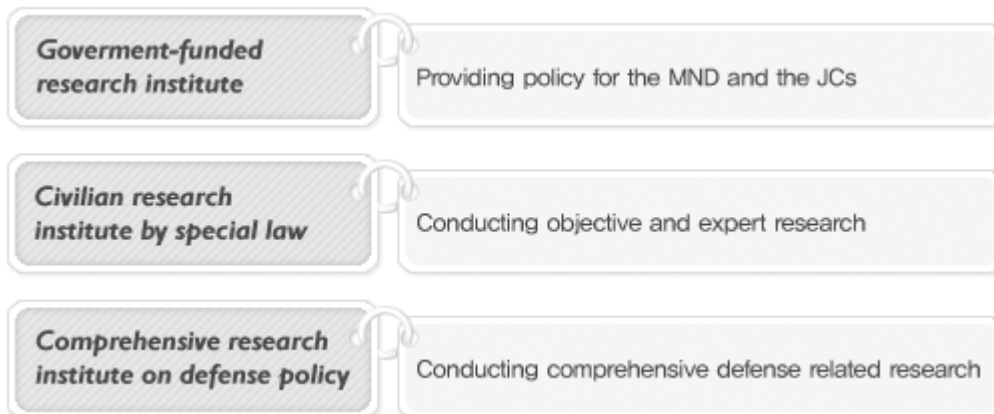 Goverment-funded
research institute
Providing policy for the MND and the JCs
Civilian research
institute by special law
Conducting objective and expert research
Comprehensive research
institute on defense policy
Conducting comprehensive defense related research